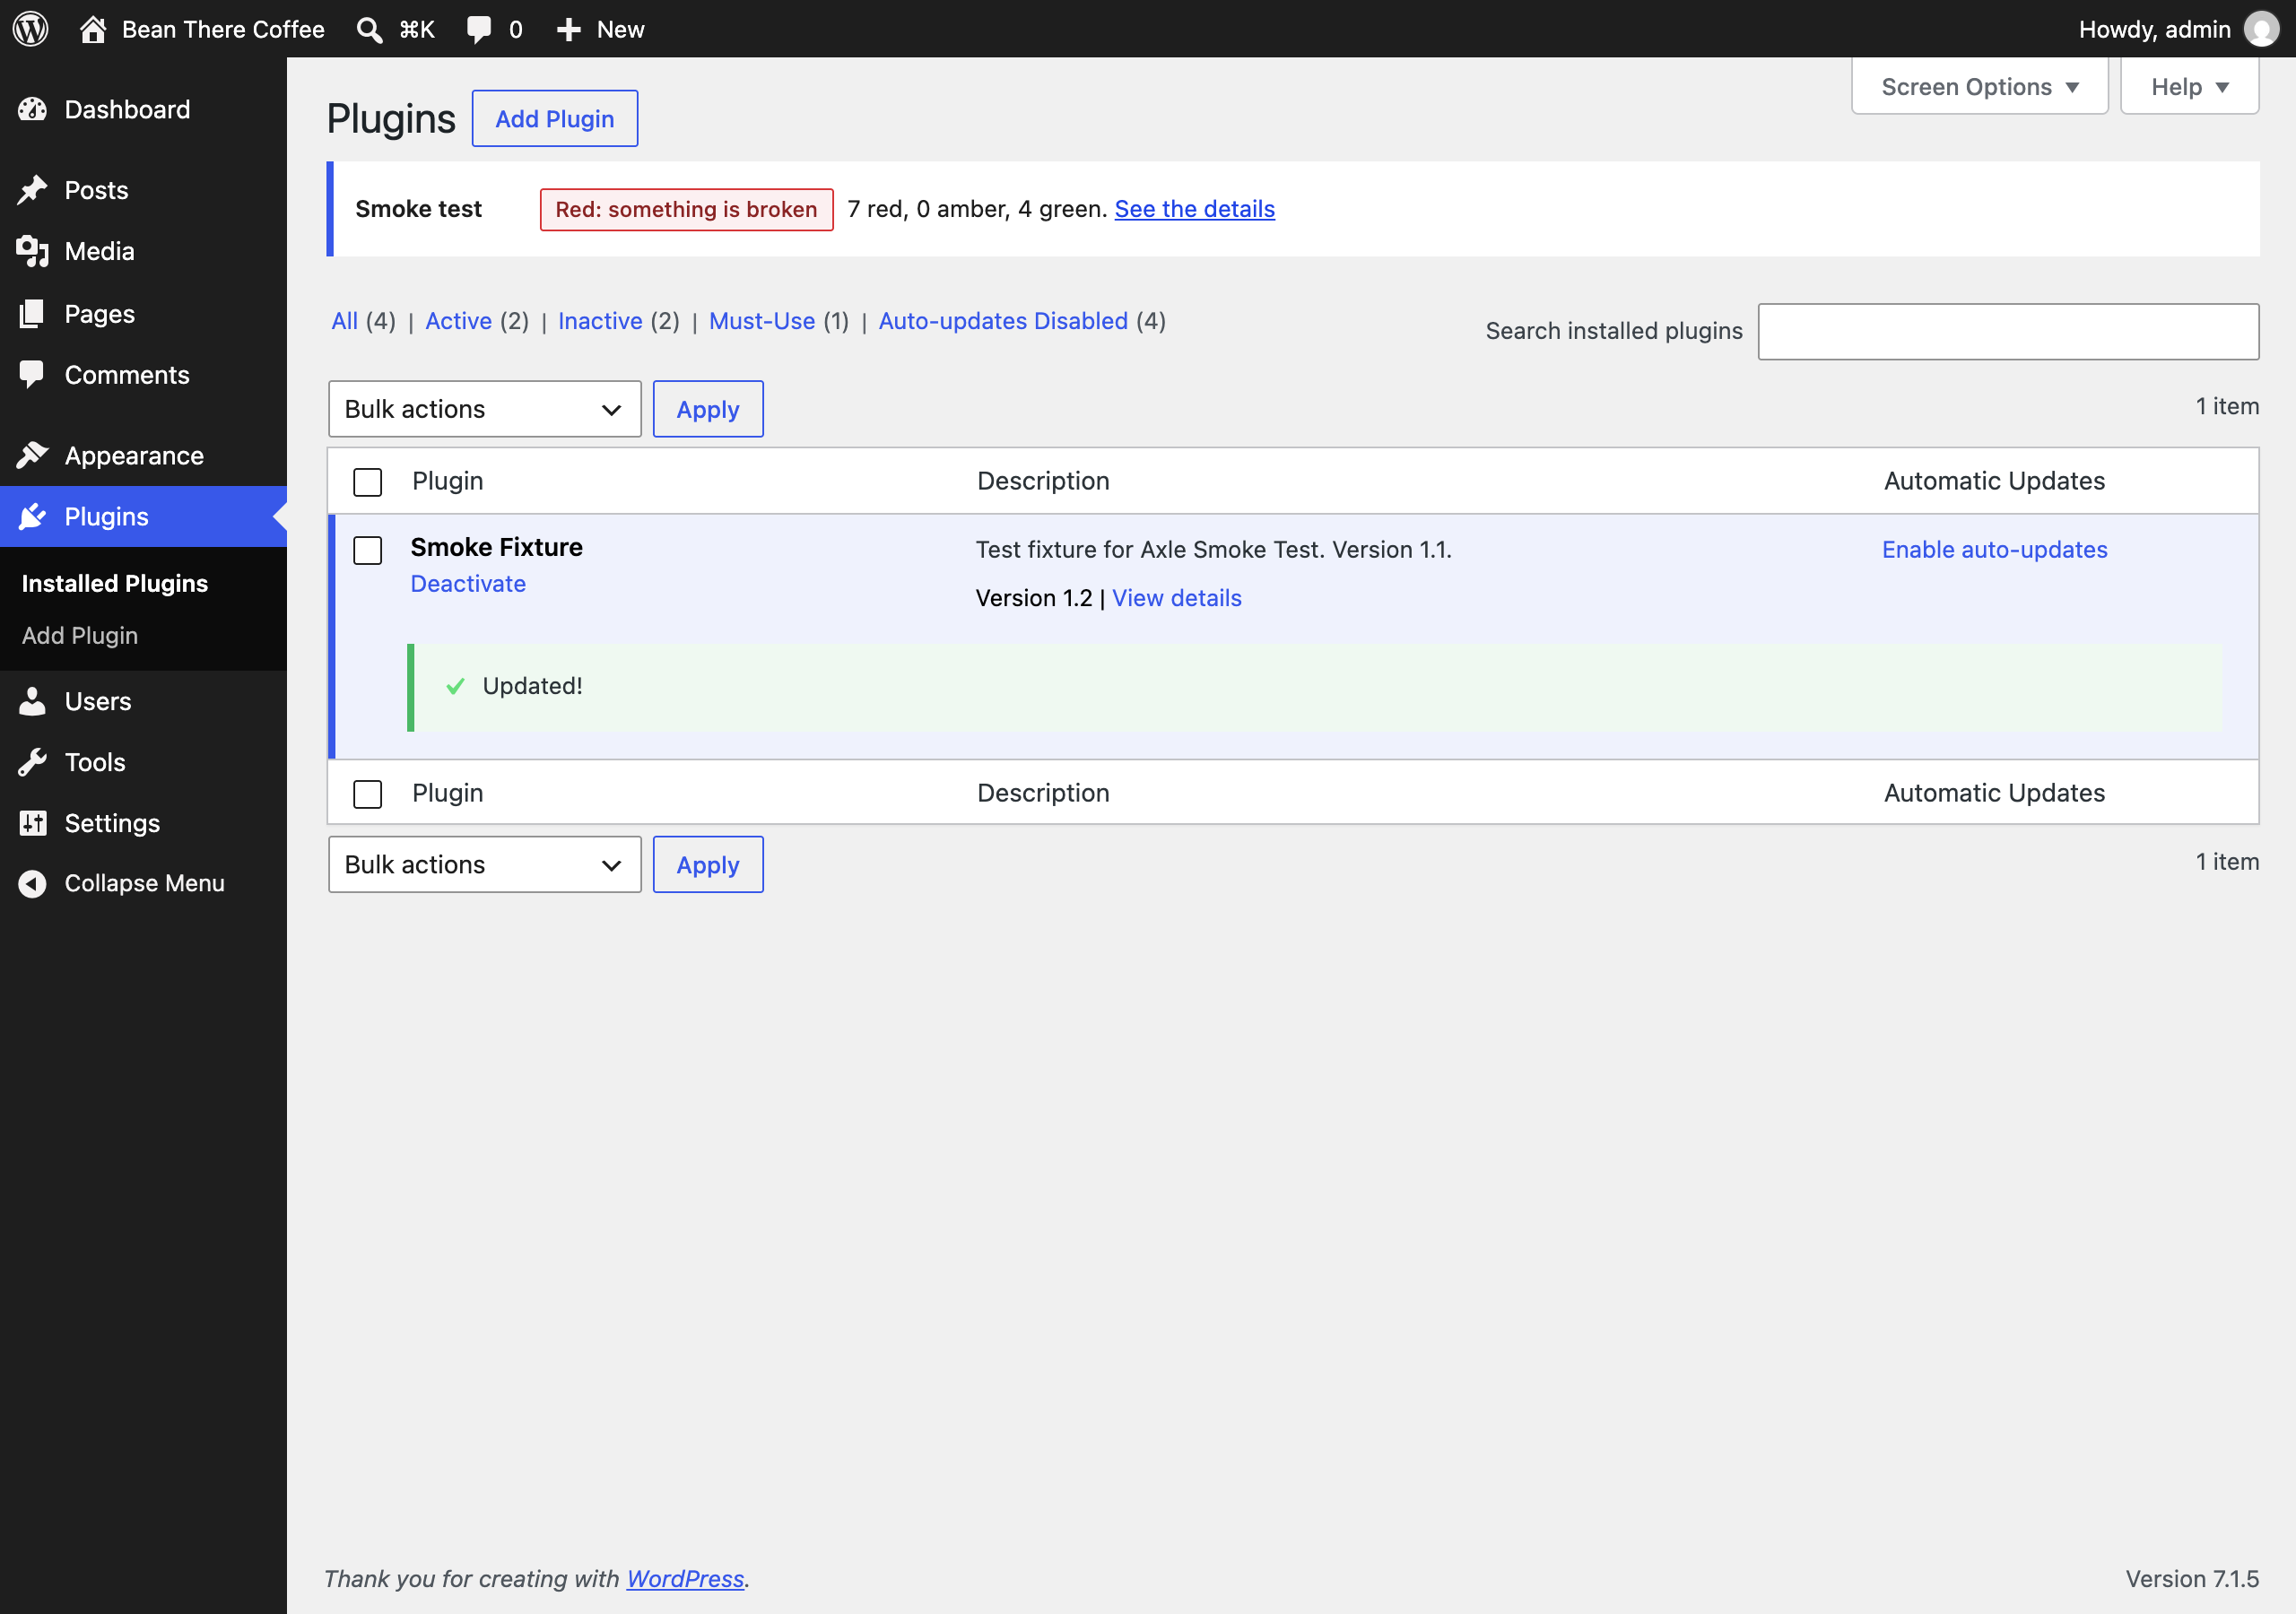 Bean There Coffee ⌘K 0 New Howdy, admin
Screen Options ▼ Help ▼
Dashboard
Posts
Media
Pages
Comments
Appearance
Plugins
Installed Plugins
Add Plugin
Users
Tools
Settings
Collapse Menu
Plugins Add Plugin
Smoke test Red: something is broken 7 red, 0 amber, 4 green. See the details
All (4) | Active (2) | Inactive (2) | Must-Use (1) | Auto-updates Disabled (4)
Search installed plugins
Bulk actions Apply 1 item
Plugin Description Automatic Updates
Smoke Fixture Test fixture for Axle Smoke Test. Version 1.1. Enable auto-updates
Deactivate Version 1.2 | View details
Updated!
Plugin Description Automatic Updates
Bulk actions Apply 1 item
Thank you for creating with WordPress. Version 7.1.5